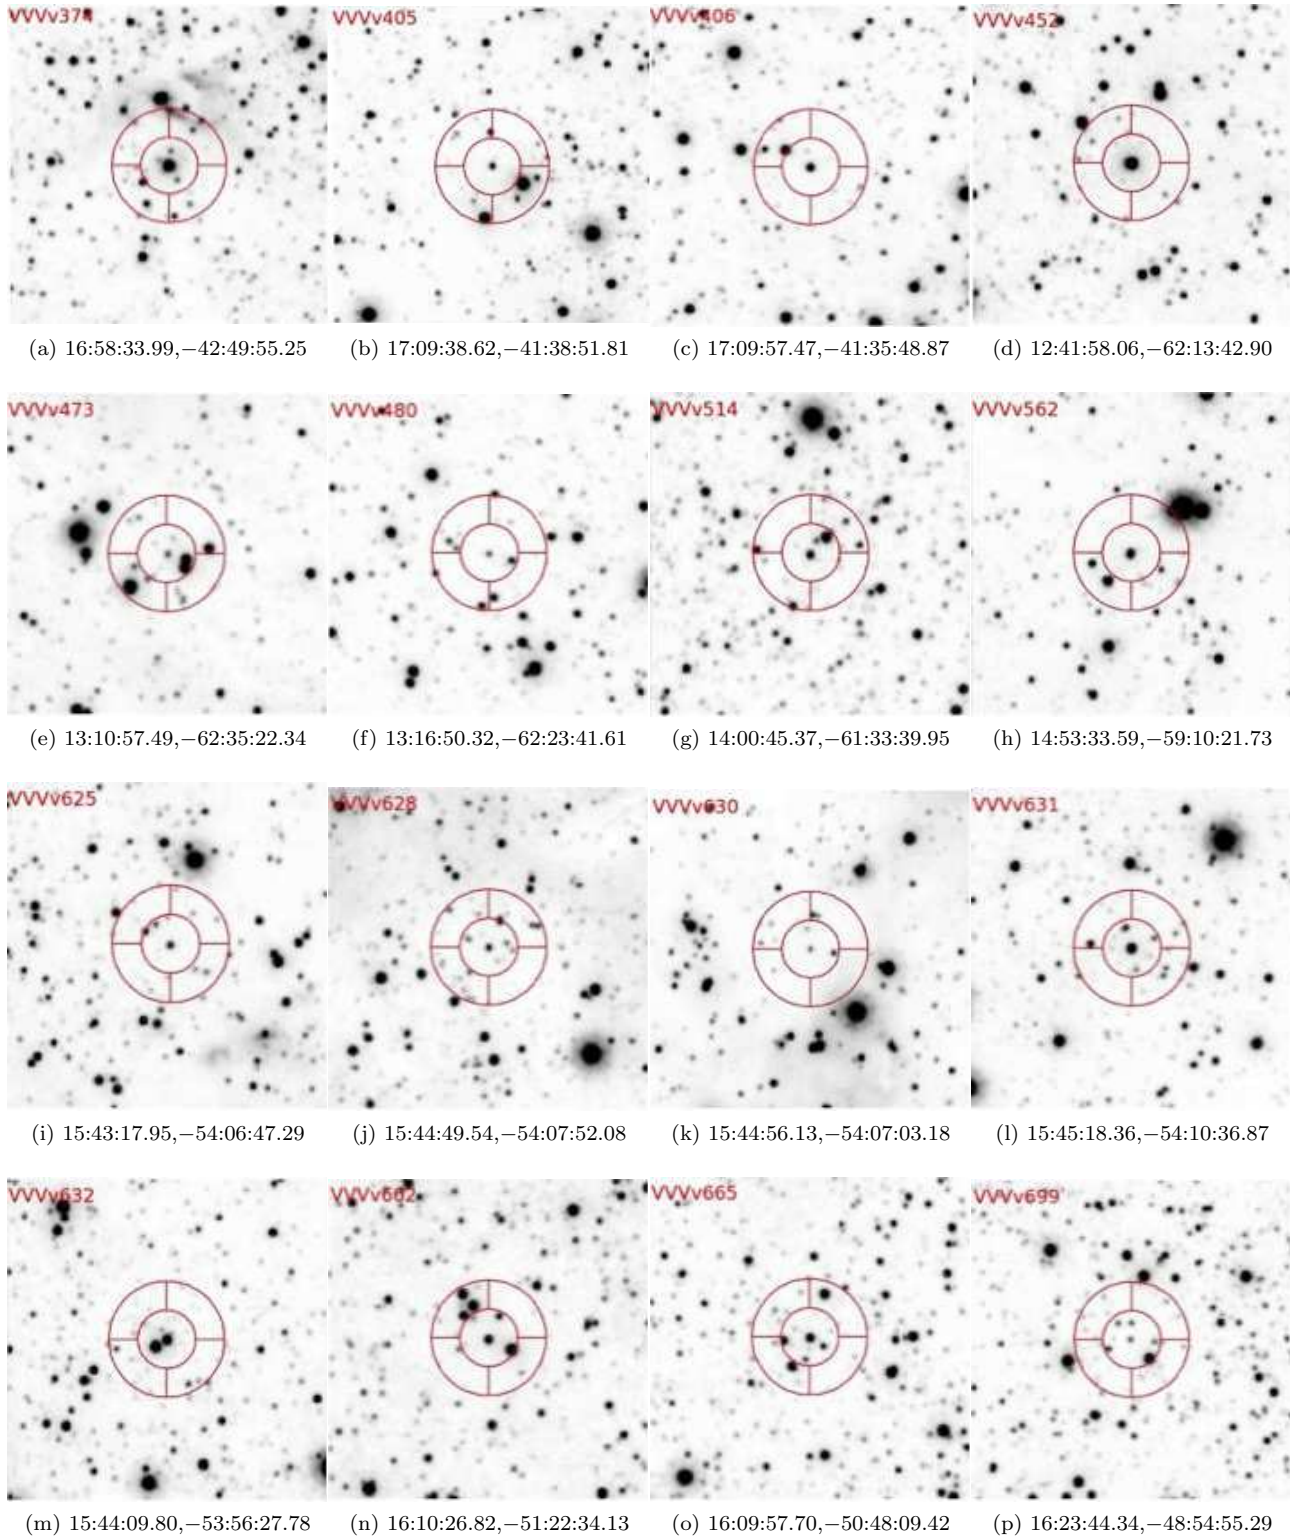 VVVv374 VVVv405 VVVv406 VVVv452
(a) 16:58:33.99,−42:49:55.25 (b) 17:09:38.62,−41:38:51.81 (c) 17:09:57.47,−41:35:48.87 (d) 12:41:58.06,−62:13:42.90
VVVv473 VVVv480 VVVv514 VVVv562
(e) 13:10:57.49,−62:35:22.34 (f) 13:16:50.32,−62:23:41.61 (g) 14:00:45.37,−61:33:39.95 (h) 14:53:33.59,−59:10:21.73
VVVv625 VVVv628 VVVv630 VVVv631
(i) 15:43:17.95,−54:06:47.29 (j) 15:44:49.54,−54:07:52.08 (k) 15:44:56.13,−54:07:03.18 (l) 15:45:18.36,−54:10:36.87
VVVv632 VVVv662 VVVv665 VVVv699
(m) 15:44:09.80,−53:56:27.78 (n) 16:10:26.82,−51:22:34.13 (o) 16:09:57.70,−50:48:09.42 (p) 16:23:44.34,−48:54:55.29